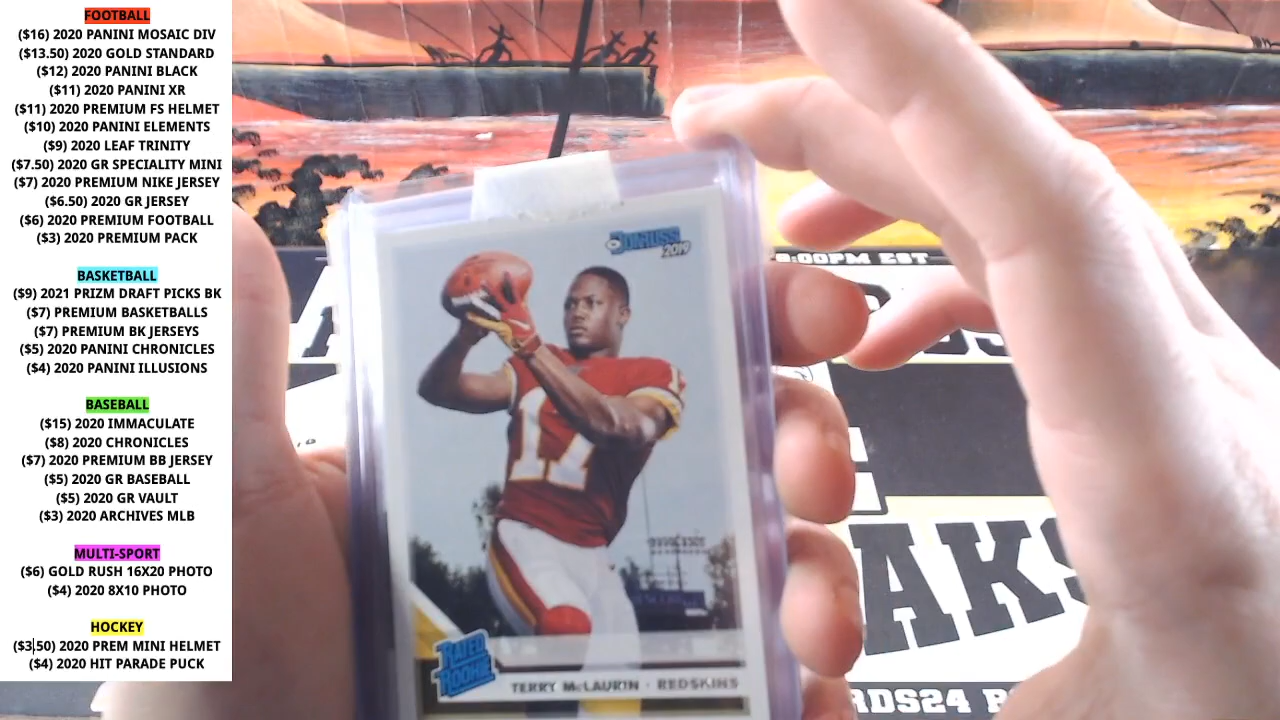 FOOTBALL
($16) 2020 PANINI MOSAIC DIV
($13.50) 2020 GOLD STANDARD
($12) 2020 PANINI BLACK
($11) 2020 PANINI XR
($11) 2020 PREMIUM FS HELMET
($10) 2020 PANINI ELEMENTS
($9) 2020 LEAF TRINITY
($7.50) 2020 GR SPECIALITY MINI
($7) 2020 PREMIUM NIKE JERSEY
($6.50) 2020 GR JERSEY
($6) 2020 PREMIUM FOOTBALL
($3) 2020 PREMIUM PACK
BASKETBALL
($9) 2021 PRIZM DRAFT PICKS BK
($7) PREMIUM BASKETBALLS
($7) PREMIUM BK JERSEYS
($5) 2020 PANINI CHRONICLES
($4) 2020 PANINI ILLUSIONS
BASEBALL
($15) 2020 IMMACULATE
($8) 2020 CHRONICLES
($7) 2020 PREMIUM BB JERSEY
($5) 2020 GR BASEBALL
($5) 2020 GR VAULT
($3) 2020 ARCHIVES MLB
MULTI-SPORT
($6) GOLD RUSH 16X20 PHOTO
($4) 2020 8X10 PHOTO
HOCKEY
($3.50) 2020 PREM MINI HELMET
($4) 2020 HIT PARADE PUCK
DONRUSS
2019
17
RATED
ROOKIE
TERRY McLAURIN · REDSKINS
:00PM EST
AKS
RDS24